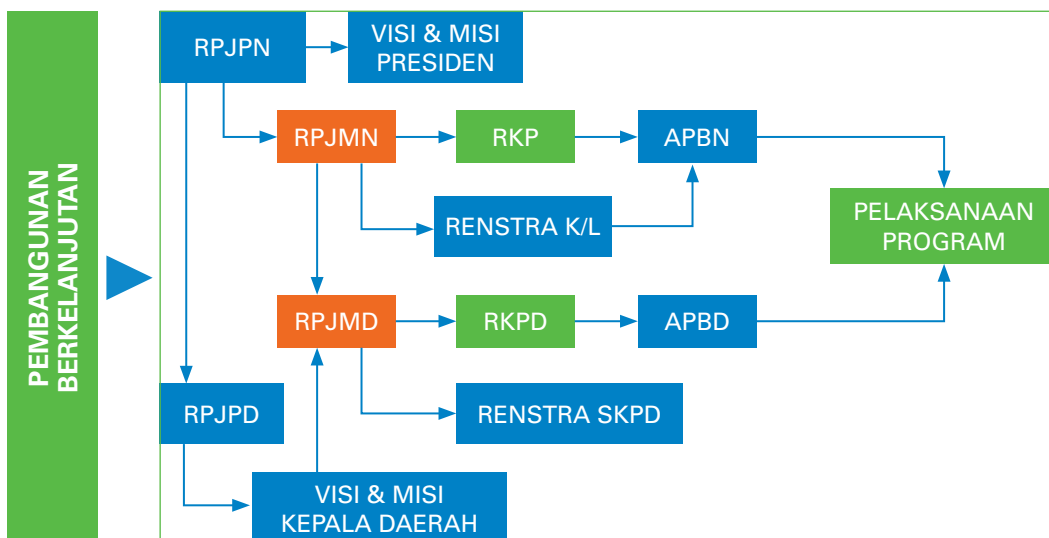 PEMBANGUNAN
BERKELANJUTAN
RPJPN
VISI & MISI
PRESIDEN
RPJMN
RKP
APBN
RENSTRA K/L
PELAKSANAAN
PROGRAM
RPJMD
RKPD
APBD
RPJPD
RENSTRA SKPD
VISI & MISI
KEPALA DAERAH